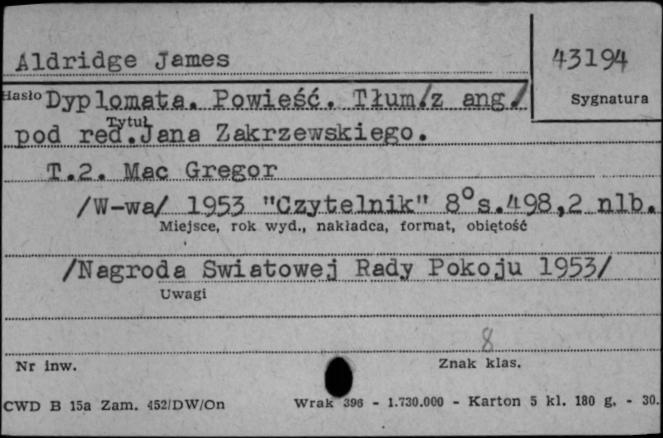 Aldridge James
43194
Hasło
Sygnatura
Dyplomata. Powieść. Tłum/z ang/
Tytuł
pod red. Jana Zakrzewskiego.
T.2. Mac Gregor
/W-wa/ 1953 "Czytelnik" 8° s.498,2 nlb.
Miejsce, rok wyd., nakładca, format, objętość
/Nagroda Swiatowej Rady Pokoju 1953/
Uwagi
8
Nr inw.
Znak klas.
CWD B 15a Zam. 452/DW/On
Wrak 396 - 1.730.000 - Karton 5 kl. 180 g. - 30.